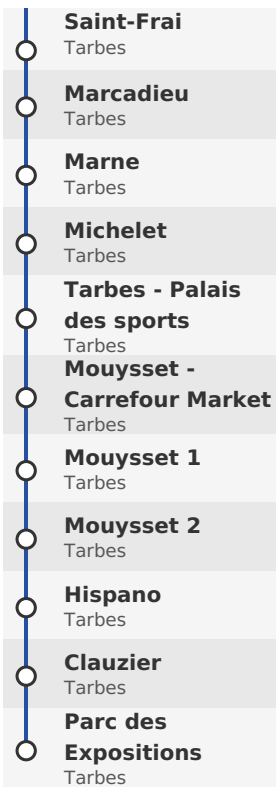 Saint-Frai
Tarbes
Marcadieu
Tarbes
Marne
Tarbes
Michelet
Tarbes
Tarbes - Palais
des sports
Tarbes
Mouysset -
Carrefour Market
Tarbes
Mouysset 1
Tarbes
Mouysset 2
Tarbes
Hispano
Tarbes
Clauzier
Tarbes
Parc des
Expositions
Tarbes